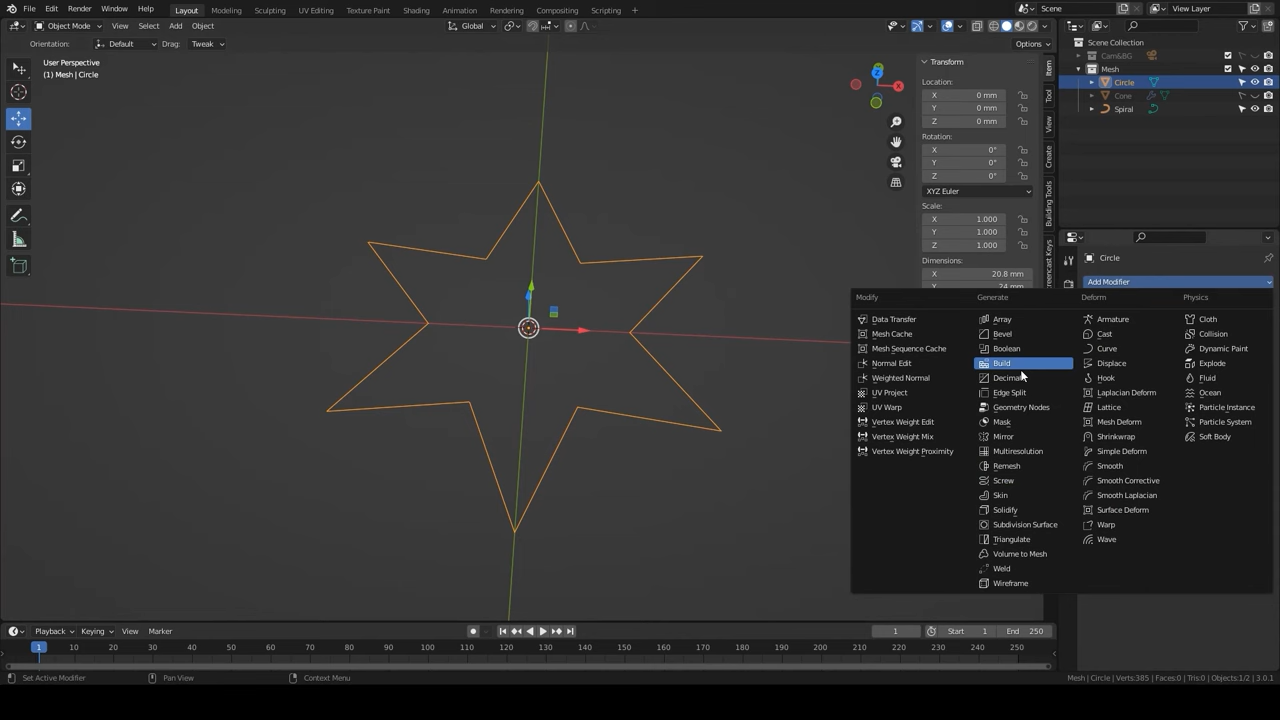 File Edit Render Window Help Layout Modeling Sculpting UV Editing Texture Paint Shading Animation Rendering Compositing Scripting + Scene View Layer
Object Mode View Select Add Object Global
Orientation: Default Drag: Tweak Options
User Perspective
(1) Mesh | Circle
Z
X
Transform
Location:
X 0 mm
Y 0 mm
Z 0 mm
Rotation:
X 0°
Y 0°
Z 0°
XYZ Euler
Scale:
X 1.000
Y 1.000
Z 1.000
Dimensions:
X 20.8 mm
Y 24 mm
Item
Tool
View
Create
Building Tools
Screencast Keys
Scene Collection
Cam&BG
Mesh
Circle
Cone
Spiral
Circle
Add Modifier
Modify
Data Transfer
Mesh Cache
Mesh Sequence Cache
Normal Edit
Weighted Normal
UV Project
UV Warp
Vertex Weight Edit
Vertex Weight Mix
Vertex Weight Proximity
Generate
Array
Bevel
Boolean
Build
Decimate
Edge Split
Geometry Nodes
Mask
Mirror
Multiresolution
Remesh
Screw
Skin
Solidify
Subdivision Surface
Triangulate
Volume to Mesh
Weld
Wireframe
Deform
Armature
Cast
Curve
Displace
Hook
Laplacian Deform
Lattice
Mesh Deform
Shrinkwrap
Simple Deform
Smooth
Smooth Corrective
Smooth Laplacian
Surface Deform
Warp
Wave
Physics
Cloth
Collision
Dynamic Paint
Explode
Fluid
Ocean
Particle Instance
Particle System
Soft Body
Playback Keying View Marker 1 Start 1 End 250
1 10 20 30 40 50 60 70 80 90 100 110 120 130 140 150 160 170 180 190 200 210 220 230 240 250
Set Active Modifier Pan View Context Menu Mesh | Circle | Verts:385 | Faces:0 | Tris:0 | Objects:1/2 | 3.0.1